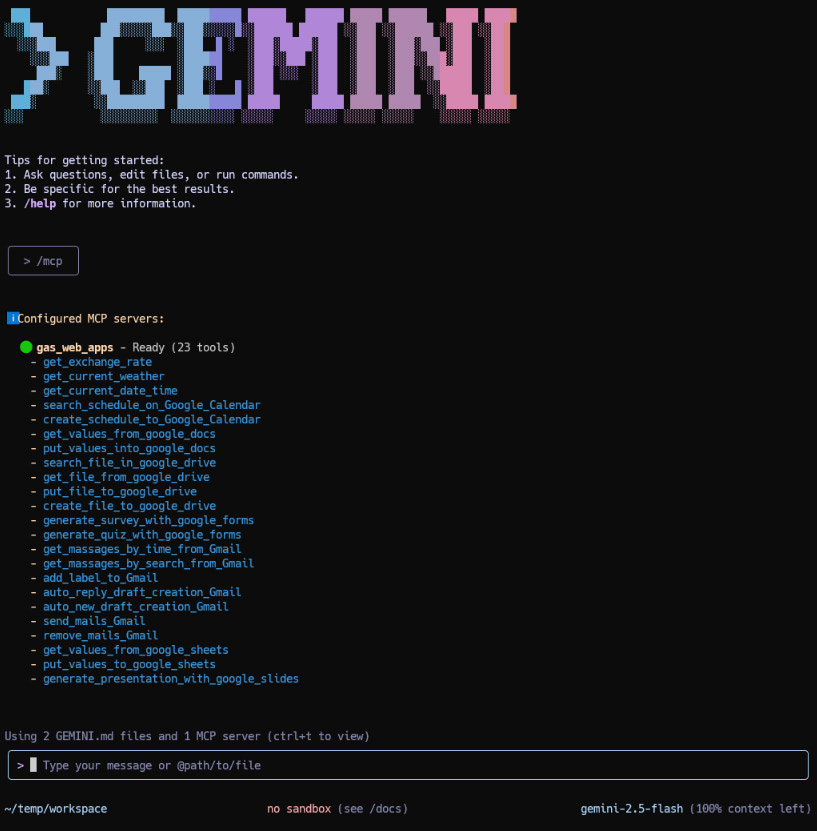 > GEMINI
Tips for getting started:
1. Ask questions, edit files, or run commands.
2. Be specific for the best results.
3. /help for more information.
> /mcp
i Configured MCP servers:
gas_web_apps - Ready (23 tools)
- get_exchange_rate
- get_current_weather
- get_current_date_time
- search_schedule_on_Google_Calendar
- create_schedule_to_Google_Calendar
- get_values_from_google_docs
- put_values_into_google_docs
- search_file_in_google_drive
- get_file_from_google_drive
- put_file_to_google_drive
- create_file_to_google_drive
- generate_survey_with_google_forms
- generate_quiz_with_google_forms
- get_massages_by_time_from_Gmail
- get_massages_by_search_from_Gmail
- add_label_to_Gmail
- auto_reply_draft_creation_Gmail
- auto_new_draft_creation_Gmail
- send_mails_Gmail
- remove_mails_Gmail
- get_values_from_google_sheets
- put_values_to_google_sheets
- generate_presentation_with_google_slides
Using 2 GEMINI.md files and 1 MCP server (ctrl+t to view)
> Type your message or @path/to/file
~/temp/workspace no sandbox (see /docs) gemini-2.5-flash (100% context left)